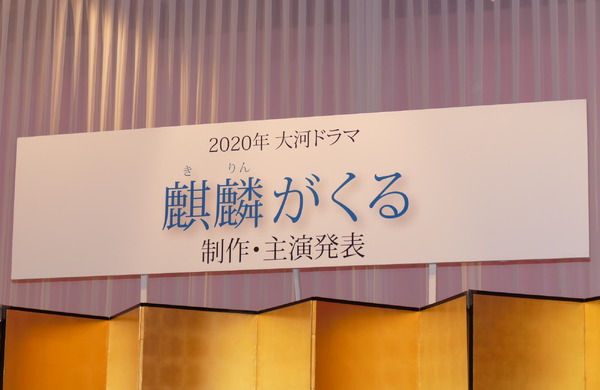 2020年 大河ドラマ
きりん
麒麟がくる
制作・主演発表